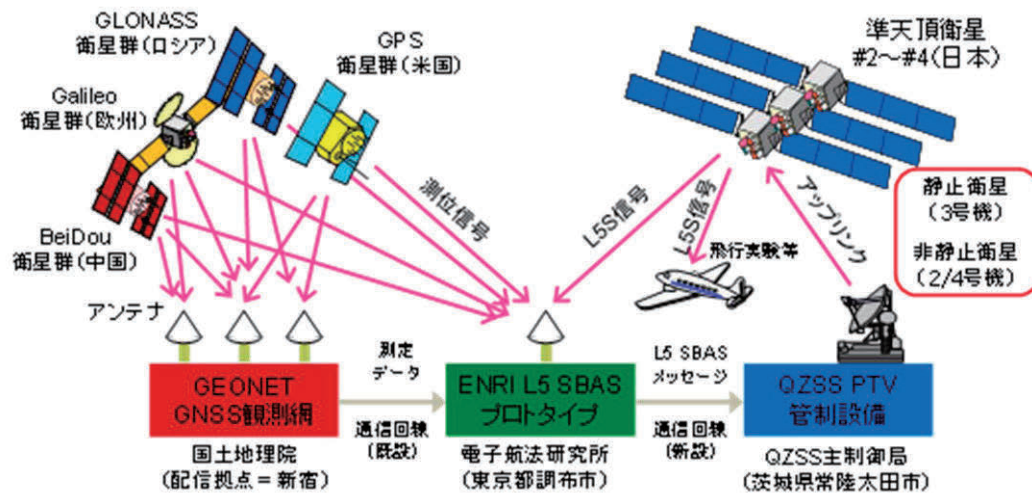 GLONASS
衛星群(ロシア)
GPS
衛星群(米国)
準天頂衛星
#2～#4(日本)
Galileo
衛星群(欧州)
BeiDou
衛星群(中国)
測位信号
L5S信号
L5S信号
アップリンク
静止衛星
(3号機)
非静止衛星
(2/4号機)
飛行実験等
アンテナ
GEONET
GNSS観測網
測定
データ
通信回線
(既設)
ENRI L5 SBAS
プロトタイプ
L5 SBAS
メッセージ
通信回線
(新設)
QZSS PTV
管制設備
国土地理院
(配信拠点＝新宿)
電子航法研究所
(東京都調布市)
QZSS主制御局
(茨城県常陸太田市)